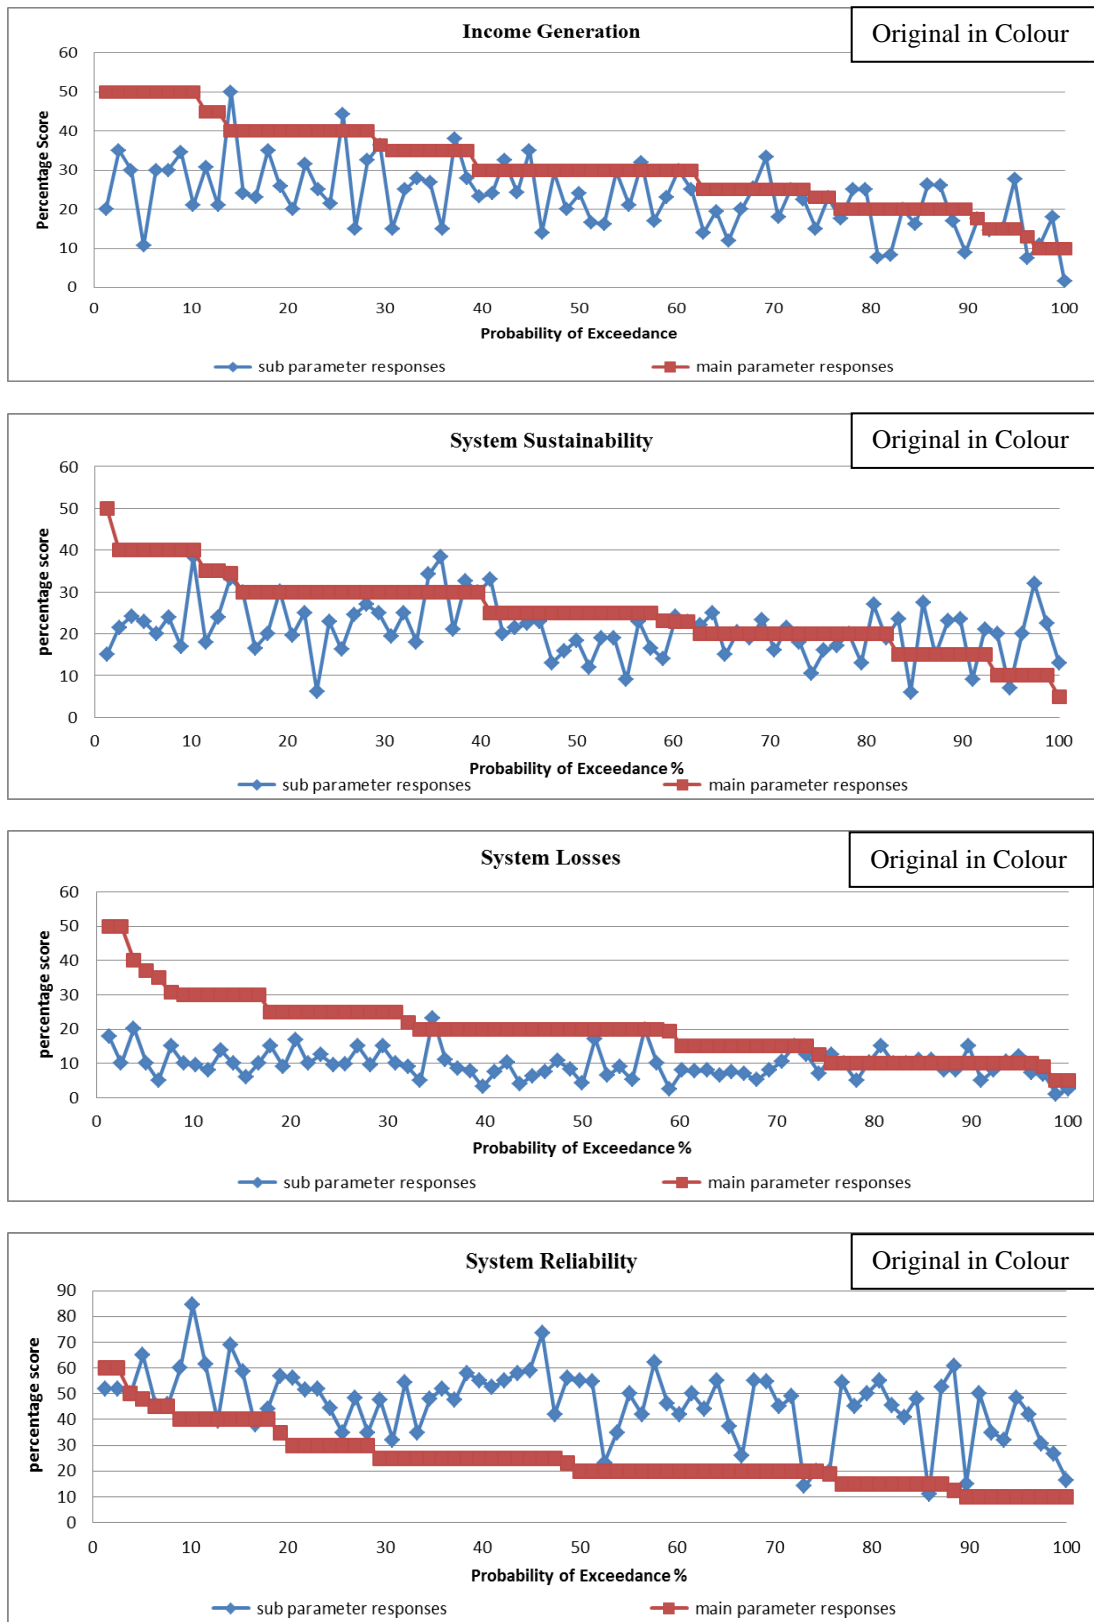 Income Generation
Original in Colour
60
50
40
30
20
10
0
Percentage Score
0 10 20 30 40 50 60 70 80 90 100
Probability of Exceedance
sub parameter responses main parameter responses
System Sustainability
Original in Colour
60
50
40
30
20
10
0
percentage score
0 10 20 30 40 50 60 70 80 90 100
Probability of Exceedance %
sub parameter responses main parameter responses
System Losses
Original in Colour
60
50
40
30
20
10
0
percentage score
0 10 20 30 40 50 60 70 80 90 100
Probability of Exceedance %
sub parameter responses main parameter responses
System Reliability
Original in Colour
90
80
70
60
50
40
30
20
10
0
percentage score
0 10 20 30 40 50 60 70 80 90 100
Probability of Exceedance %
sub parameter responses main parameter responses